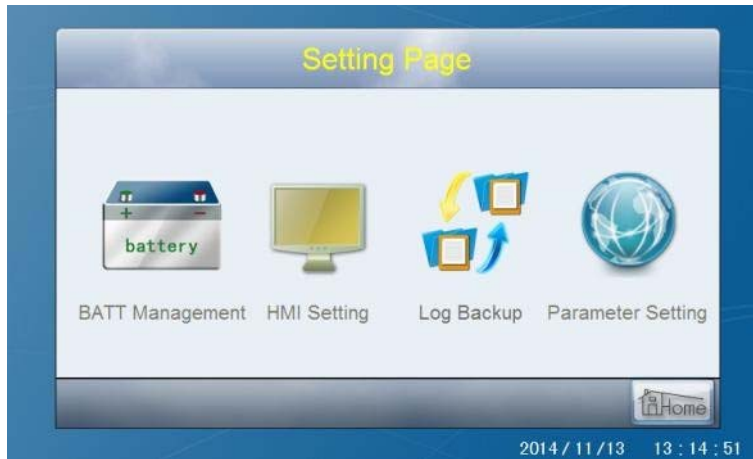 Setting Page
+ −
battery
BATT Management HMI Setting Log Backup Parameter Setting
Home
2014/11/13 13:14:51